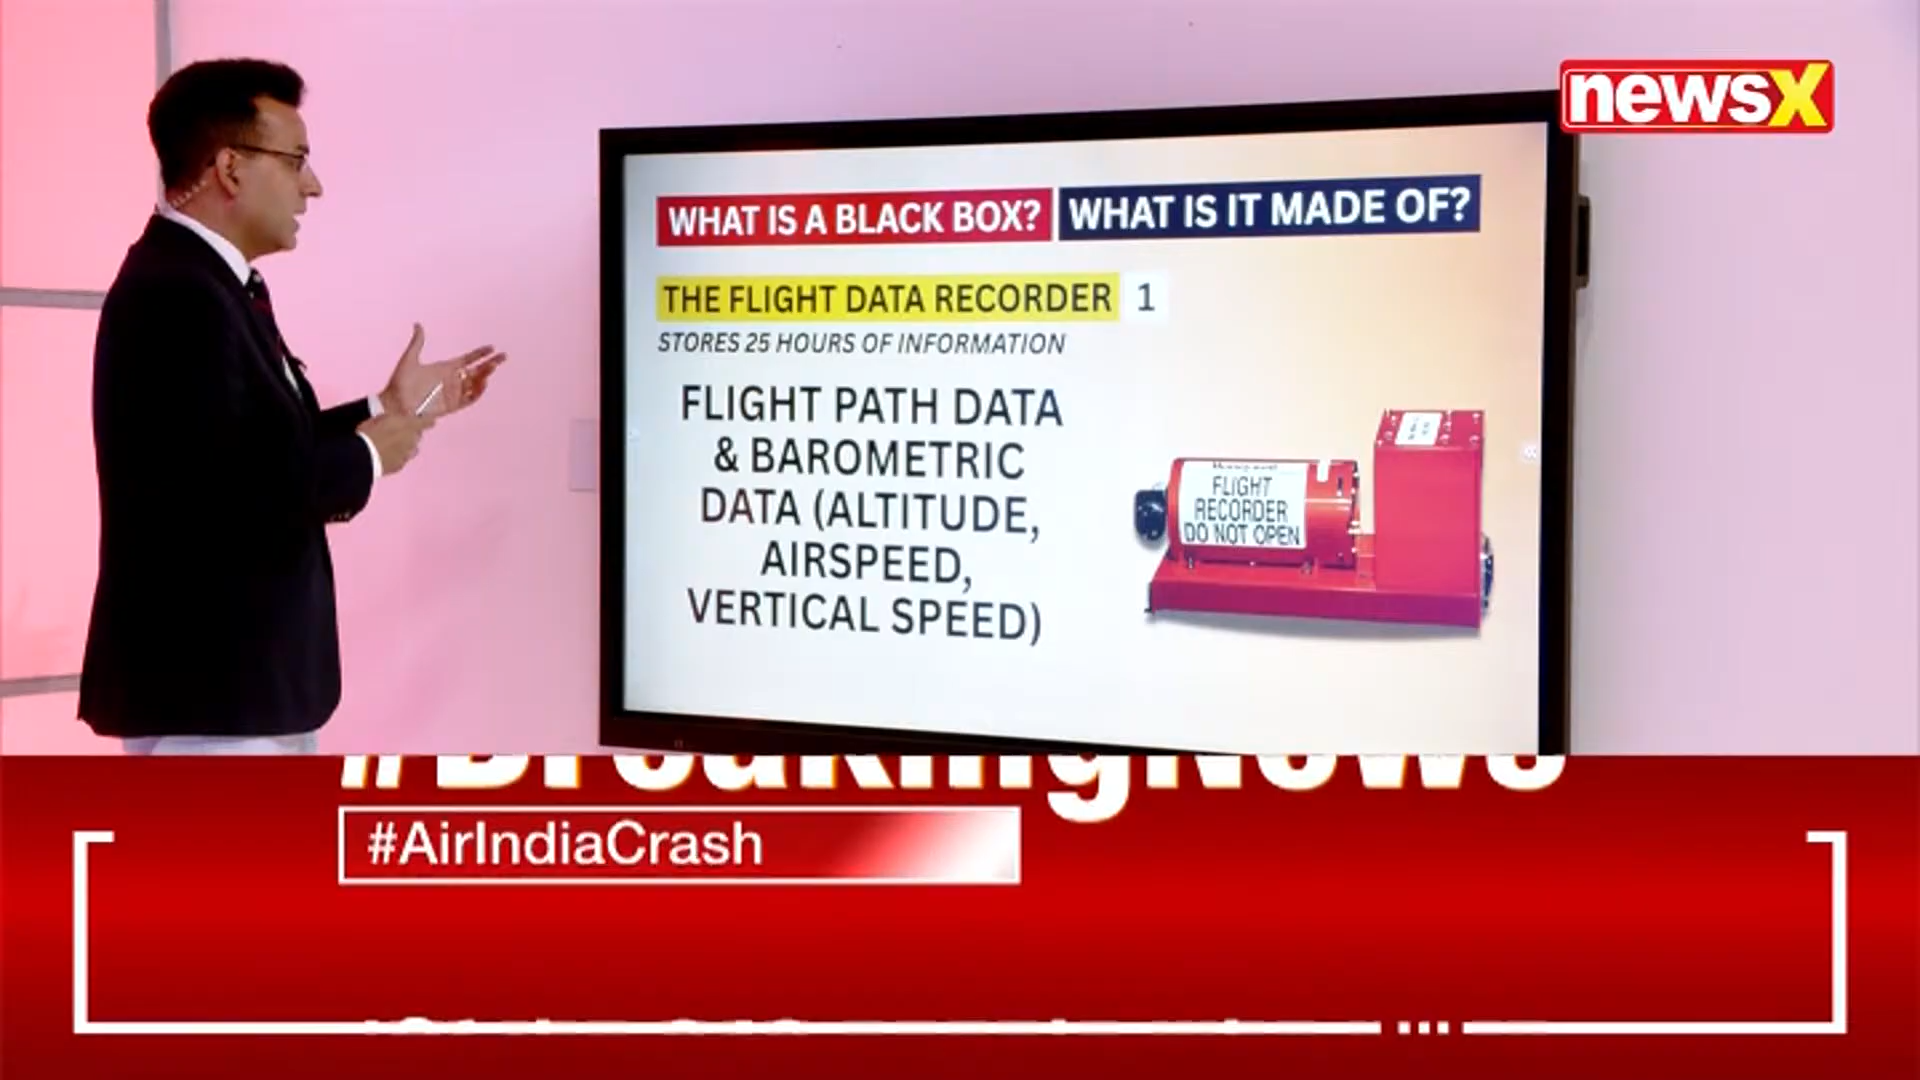 newsX
WHAT IS A BLACK BOX? WHAT IS IT MADE OF?
THE FLIGHT DATA RECORDER 1
STORES 25 HOURS OF INFORMATION
FLIGHT PATH DATA
& BAROMETRIC
DATA (ALTITUDE,
AIRSPEED,
VERTICAL SPEED)
FLIGHT
RECORDER
DO NOT OPEN
#BreakingNews
#AirIndiaCrash